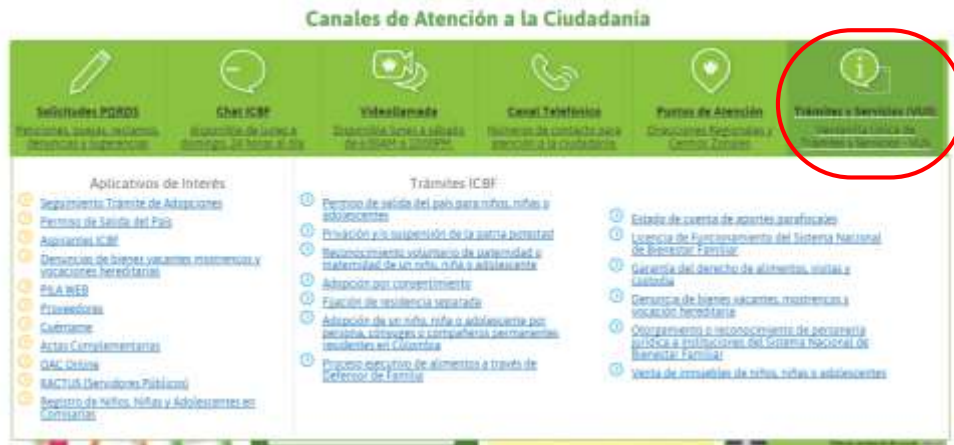 Canales de Atención a la Ciudadanía
Solicitudes PQRDS
Peticiones, quejas, reclamos,
denuncias y sugerencias
Chat ICBF
disponible de lunes a
domingo 24 horas al día
Videollamada
Disponible lunes a sábado
de
Canal Telefónico
Números de contacto para
atención a la ciudadanía
Puntos de Atención
Direcciones Regionales y
Centros Zonales
Trámites y Servicios (VUR)
Ventanilla Única de
Trámites y Servicios -
Aplicativos de Interés
Seguimiento Trámite de Adopciones
Permiso de Salida del País
Aspirantes ICBF
Denuncias de bienes vacantes mostrencos y
vocaciones hereditarias
PILA WEB
Proveedores
Cuéntame
Actas Complementarias
OAC Online
KACTUS (Servidores Públicos)
Registro de Niños, Niñas y Adolescentes en
Comisarías
Trámites ICBF
Permiso de salida del país para niños, niñas o
adolescentes
Privación y/o suspensión de la patria potestad
Reconocimiento voluntario de paternidad o
maternidad de un niño, niña o adolescente
Adopción por consentimiento
Fijación de residencia separada
Adopción de un niño, niña o adolescente por
persona, cónyuges o compañeros permanentes
residentes en Colombia
Proceso ejecutivo de alimentos a través de
Defensor de Familia
Estado de cuenta de aportes parafiscales
Licencia de Funcionamiento del Sistema Nacional
de Bienestar Familiar
Garantía del derecho de alimentos, visitas y
custodia
Denuncia de bienes vacantes, mostrencos y
vocación hereditaria
Otorgamiento o reconocimiento de personería
jurídica a instituciones del Sistema Nacional de
Bienestar Familiar
Venta de inmuebles de niños, niñas o adolescentes